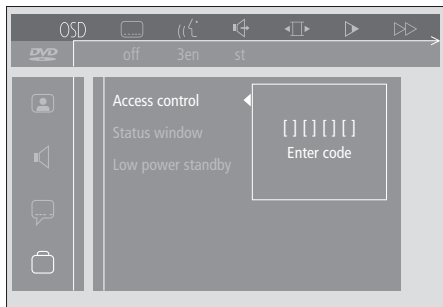 OSD
DVD off 3en st
Access control
Status window
Low power standby
[ ] [ ] [ ] [ ]
Enter code